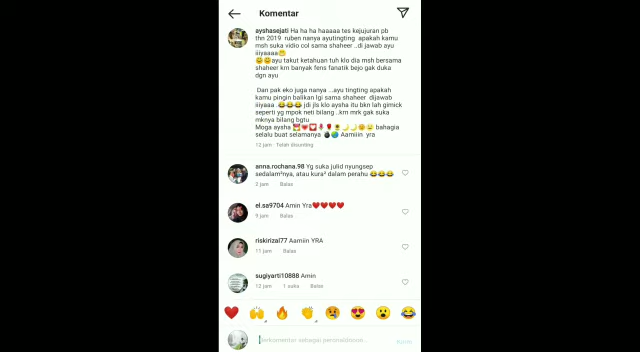 Komentar
ayshasejati Ha ha ha haaaaa tes kejujuran pb
thn 2019 ruben nanya ayutingting apakah kamu
msh suka vidio col sama shaheer ..di jawab ayu
iiiyaaaa😁
😊😊ayu takut ketahuan tuh klo dia msh bersama
shaheer krn banyak fens fanatik bejo gak duka
dgn ayu
Dan pak eko juga nanya ...ayu tingting apakah
kamu pingin balikan lgi sama shaheer dijawab
iiiyaaa .😂😂😂 jdi jls klo aysha itu bkn lah gimick
seperti yg mpok neti bilang ..krn mrk gak suka
mknya bilang bgtu
Moga aysha bahagia
selalu buat selamanya 💣🌏 Aamiiin yra
12 jam · Telah disunting
anna.rochana.98 Yg suka julid nyungsep
sedalam²nya, atau kura² dalam perahu 😂😂😂
2 jam Balas
el.sa9704 Amin Yra❤❤❤❤
9 jam Balas
riskirizal77 Aamiin YRA
11 jam Balas
sugiyarti10888 Amin
12 jam 1 suka Balas
❤️🙌🔥👏😢😍😮😂